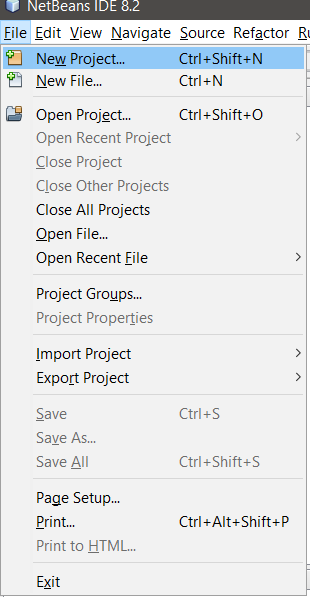 NetBeans IDE 8.2
File Edit View Navigate Source Refactor
New Project... Ctrl+Shift+N
New File... Ctrl+N
Open Project... Ctrl+Shift+O
Open Recent Project
Close Project
Close Other Projects
Close All Projects
Open File...
Open Recent File
Project Groups...
Project Properties
Import Project
Export Project
Save Ctrl+S
Save As...
Save All Ctrl+Shift+S
Page Setup...
Print... Ctrl+Alt+Shift+P
Print to HTML...
Exit